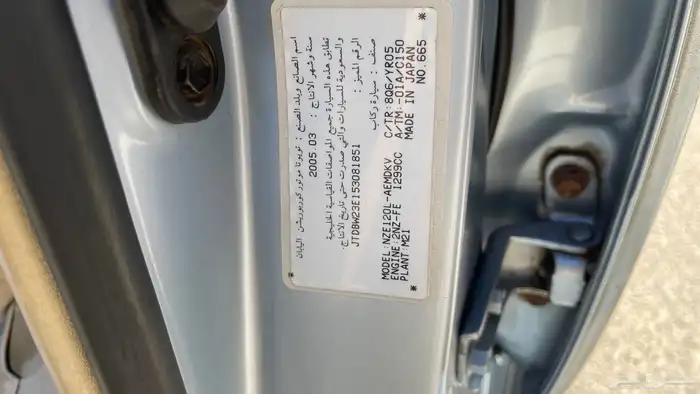 اسم الصانع وبلد الصنع : تويوتا موتور كوربوريشن اليابان
سنة وشهر الانتاج : 2005.03
تطابق هذه السيارة جميع المواصفات القياسية الخليجية
والسعودية للسيارات والتي صدرت حتى تاريخ الانتاج.
الرقم المميز : JTDBW23E153081851
صنف : سيارة ركاب
MODEL:NZE120L-AEMDKV C/TR:8Q6/YR05
ENGINE:2NZ-FE 1299CC A/TM:-01A/C150
PLANT:M21 MADE IN JAPAN
NO.665